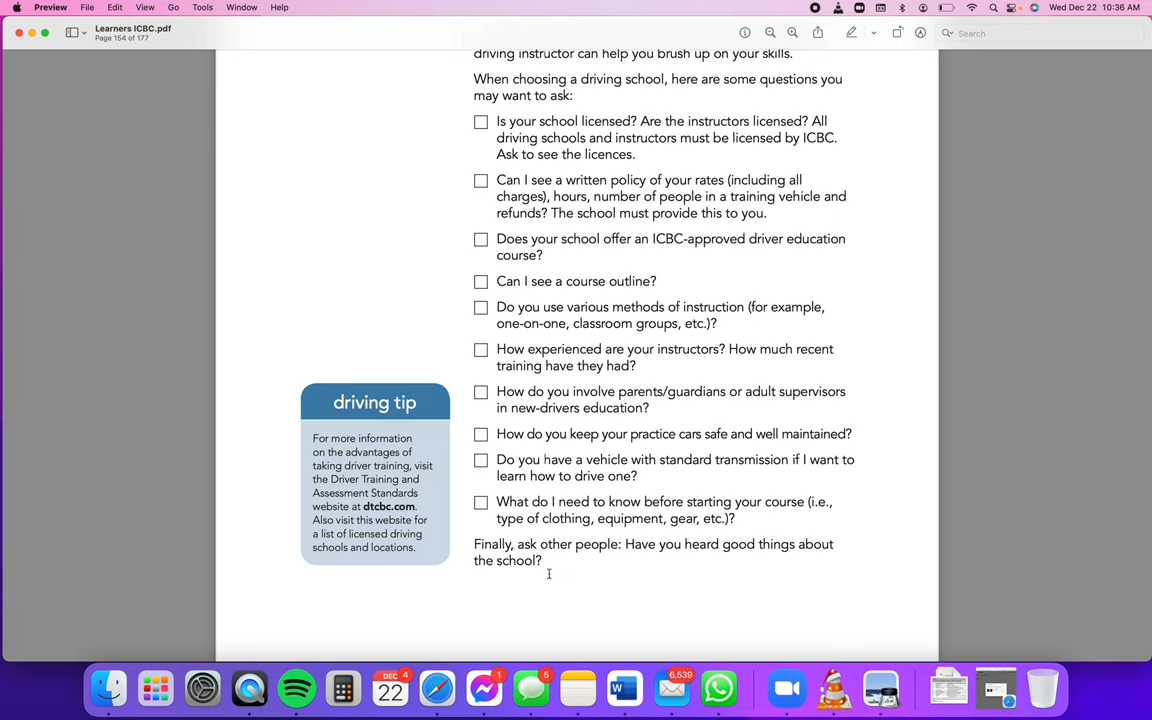 Preview File Edit View Go Tools Window Help Wed Dec 22 10:36 AM
Learners ICBC.pdf
Page 154 of 177
Search
driving instructor can help you brush up on your skills.
When choosing a driving school, here are some questions you
may want to ask:
Is your school licensed? Are the instructors licensed? All
driving schools and instructors must be licensed by ICBC.
Ask to see the licences.
Can I see a written policy of your rates (including all
charges), hours, number of people in a training vehicle and
refunds? The school must provide this to you.
Does your school offer an ICBC-approved driver education
course?
Can I see a course outline?
Do you use various methods of instruction (for example,
one-on-one, classroom groups, etc.)?
How experienced are your instructors? How much recent
training have they had?
How do you involve parents/guardians or adult supervisors
in new-drivers education?
How do you keep your practice cars safe and well maintained?
Do you have a vehicle with standard transmission if I want to
learn how to drive one?
What do I need to know before starting your course (i.e.,
type of clothing, equipment, gear, etc.)?
Finally, ask other people: Have you heard good things about
the school?
driving tip
For more information
on the advantages of
taking driver training, visit
the Driver Training and
Assessment Standards
website at dtcbc.com.
Also visit this website for
a list of licensed driving
schools and locations.
DEC 4
22
1
5
6,539